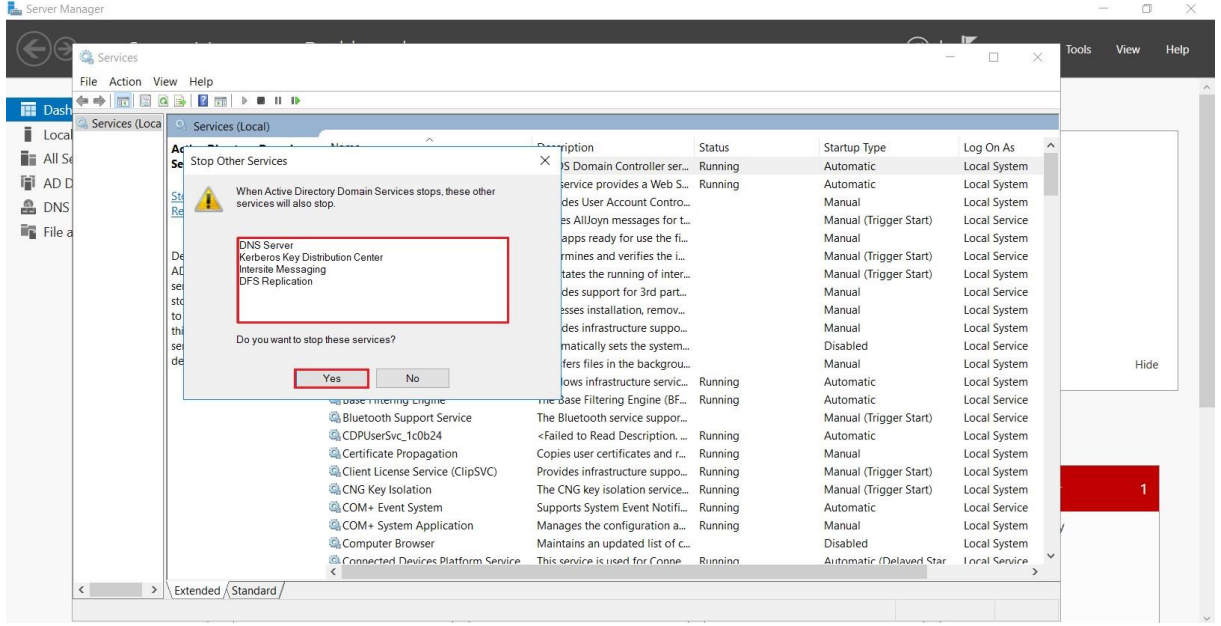 Server Manager
Tools View Help
Services
File Action View Help
Dash
Local
All Se
AD D
DNS
File a
Services (Loca
Services (Local)
Stop Other Services
When Active Directory Domain Services stops, these other
services will also stop.
DNS Server
Kerberos Key Distribution Center
Intersite Messaging
DFS Replication
Do you want to stop these services?
Yes No
Status Startup Type Log On As
S Domain Controller ser... Running Automatic Local System
service provides a Web S... Running Automatic Local System
des User Account Contro... Manual Local System
es AllJoyn messages for t... Manual (Trigger Start) Local Service
apps ready for use the fi... Manual Local System
rmines and verifies the i... Manual (Trigger Start) Local Service
tates the running of inter... Manual (Trigger Start) Local System
des support for 3rd part... Manual Local Service
esses installation, remov... Manual Local System
des infrastructure suppo... Manual Local System
matically sets the system... Disabled Local Service
fers files in the backgrou... Manual Local System
lows infrastructure servic... Running Automatic Local System
Base Filtering Engine The Base Filtering Engine (BF... Running Automatic Local Service
Bluetooth Support Service The Bluetooth service suppor... Manual (Trigger Start) Local Service
CDPUserSvc_1c0b24 <Failed to Read Description. ... Running Automatic Local System
Certificate Propagation Copies user certificates and r... Running Manual Local System
Client License Service (ClipSVC) Provides infrastructure suppo... Running Manual (Trigger Start) Local System
CNG Key Isolation The CNG key isolation service... Running Manual (Trigger Start) Local System
COM+ Event System Supports System Event Notifi... Running Automatic Local Service
COM+ System Application Manages the configuration a... Running Manual Local System
Computer Browser Maintains an updated list of c... Disabled Local System
Connected Devices Platform Service This service is used for Conne... Running Automatic (Delayed Star... Local Service
Extended Standard
Hide
1